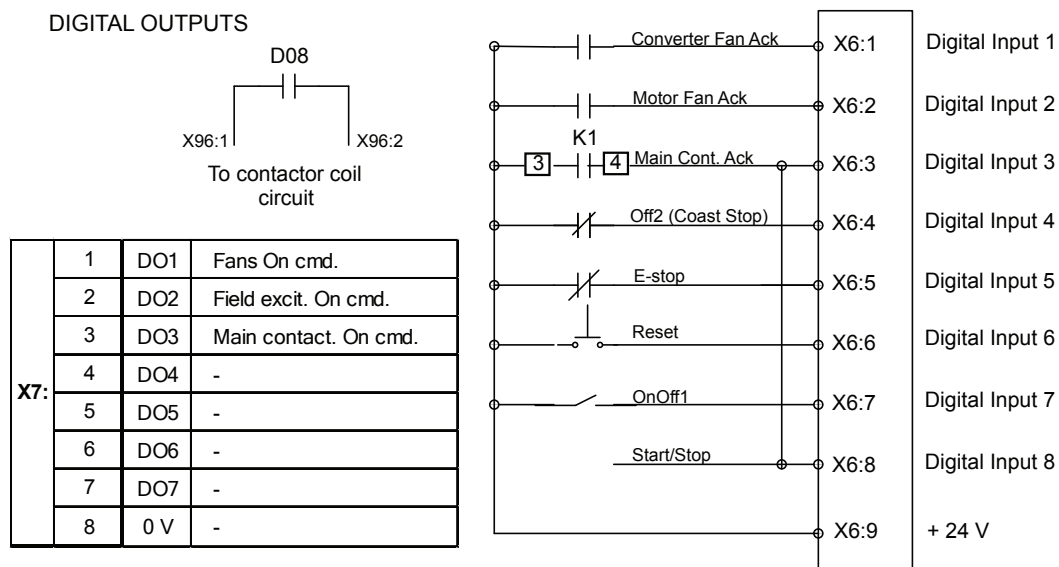 DIGITAL OUTPUTS
D08
X96:1
X96:2
To contactor coil
circuit
X7:
1 DO1 Fans On cmd.
2 DO2 Field excit. On cmd.
3 DO3 Main contact. On cmd.
4 DO4 -
5 DO5 -
6 DO6 -
7 DO7 -
8 0 V -
Converter Fan Ack X6:1 Digital Input 1
Motor Fan Ack X6:2 Digital Input 2
K1
3 4 Main Cont. Ack X6:3 Digital Input 3
Off2 (Coast Stop) X6:4 Digital Input 4
E-stop X6:5 Digital Input 5
Reset X6:6 Digital Input 6
OnOff1 X6:7 Digital Input 7
Start/Stop X6:8 Digital Input 8
X6:9 + 24 V